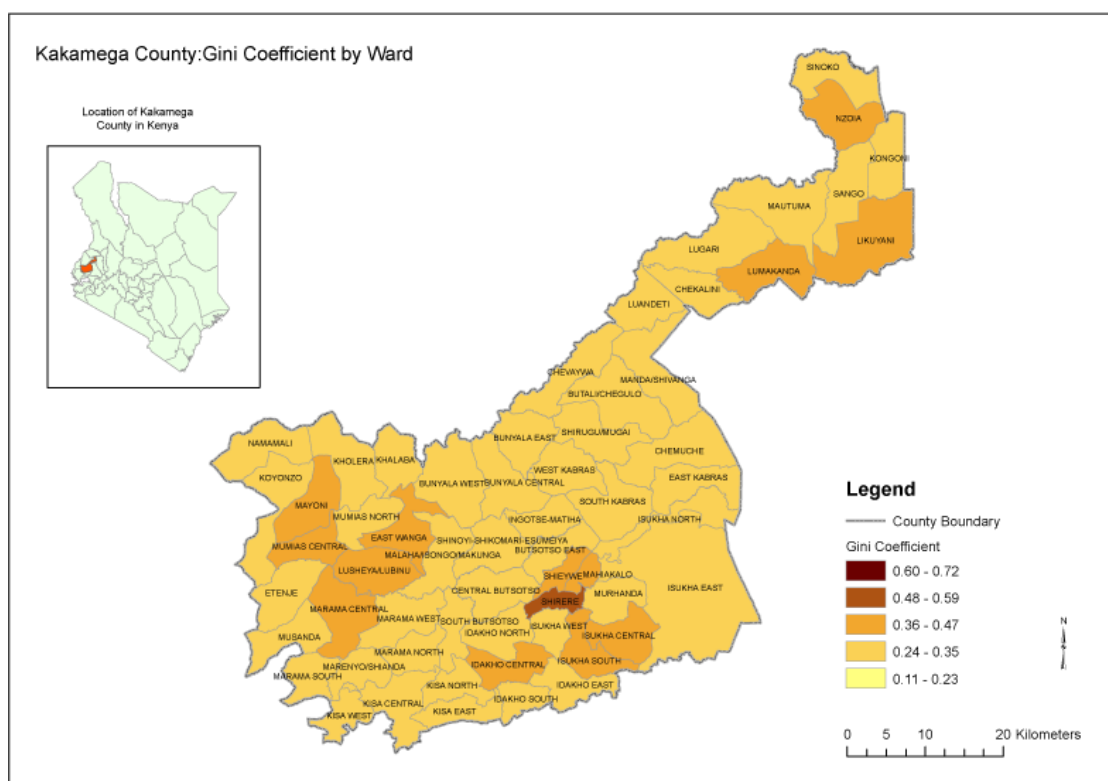 Kakamega County:Gini Coefficient by Ward
Location of Kakamega
County in Kenya
SINOKO
NZOIA
KONGONI
SANGO
MAUTUMA
LIKUYANI
LUGARI
LUMAKANDA
CHEKALINI
LUANDETI
CHEVAYWA
MANDA/SHIVANGA
BUTALI/CHEGULO
SHIRUGU/MUGAI
BUNYALA EAST
NAMAMALI
KHOLERA
KHALABA
CHEMUCHE
KOYONZO
WEST KABRAS
EAST KABRAS
BUNYALA WEST
BUNYALA CENTRAL
SOUTH KABRAS
MAYONI
MUMIAS NORTH
INGOTSE-MATIHA
ISUKHA NORTH
EAST WANGA
SHINOYI-SHIKOMARI-ESUMEIYA
MUMIAS CENTRAL
MALAHA/ISONGO/MAKUNGA
BUTSOTSO EAST
LUSHEYA/LUBINU
SHIEYWE
MAHIAKALO
ETENJE
CENTRAL BUTSOTSO
MURHANDA
ISUKHA EAST
SHIRERE
MARAMA CENTRAL
MARAMA WEST
SOUTH BUTSOTSO
ISUKHA WEST
IDAKHO NORTH
ISUKHA CENTRAL
MUSANDA
MARAMA NORTH
MARENYO/SHIANDA
IDAKHO CENTRAL
ISUKHA SOUTH
MARAMA SOUTH
KISA NORTH
IDAKHO EAST
KISA CENTRAL
IDAKHO SOUTH
KISA WEST
KISA EAST
Legend
County Boundary
Gini Coefficient
0.60 - 0.72
0.48 - 0.59
0.36 - 0.47
0.24 - 0.35
0.11 - 0.23
N
0 5 10 20 Kilometers